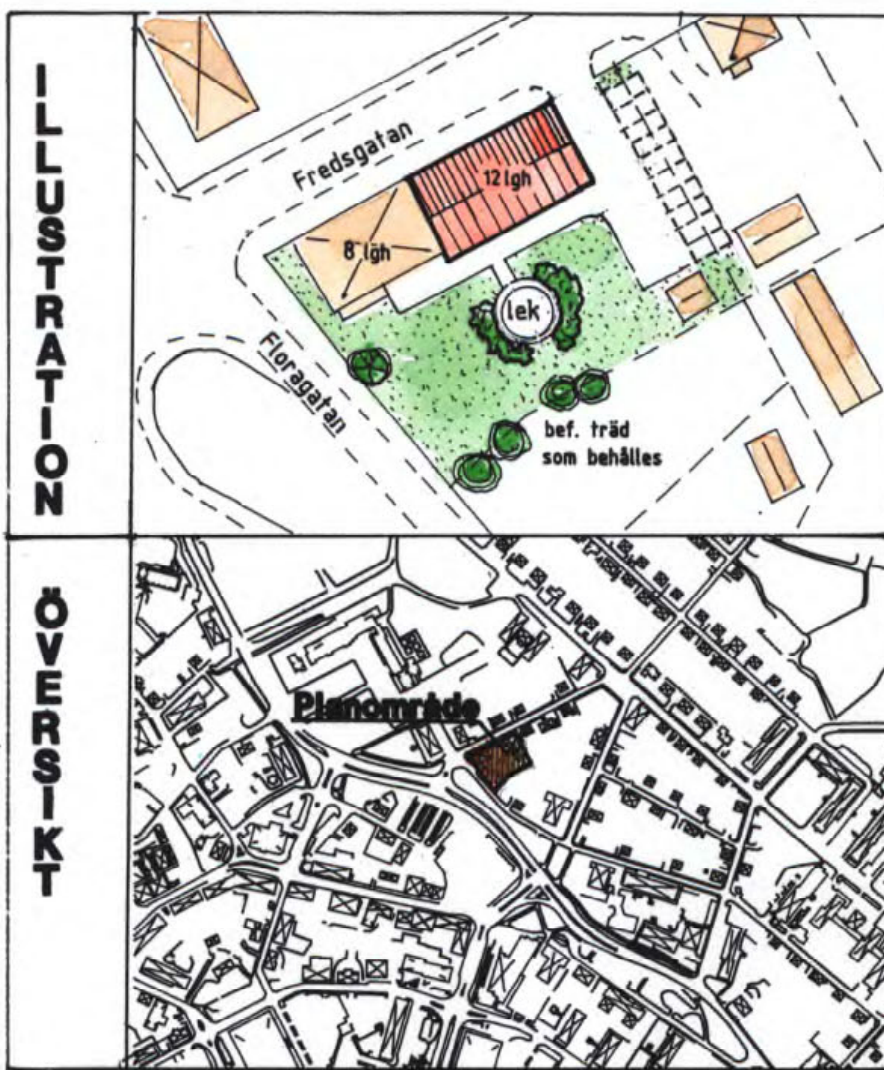 ILLUSTRATION
Fredsgatan
12 lgh
8 lgh
lek
Floragatan
bef. träd
som behålles
ÖVERSIKT
Planområde